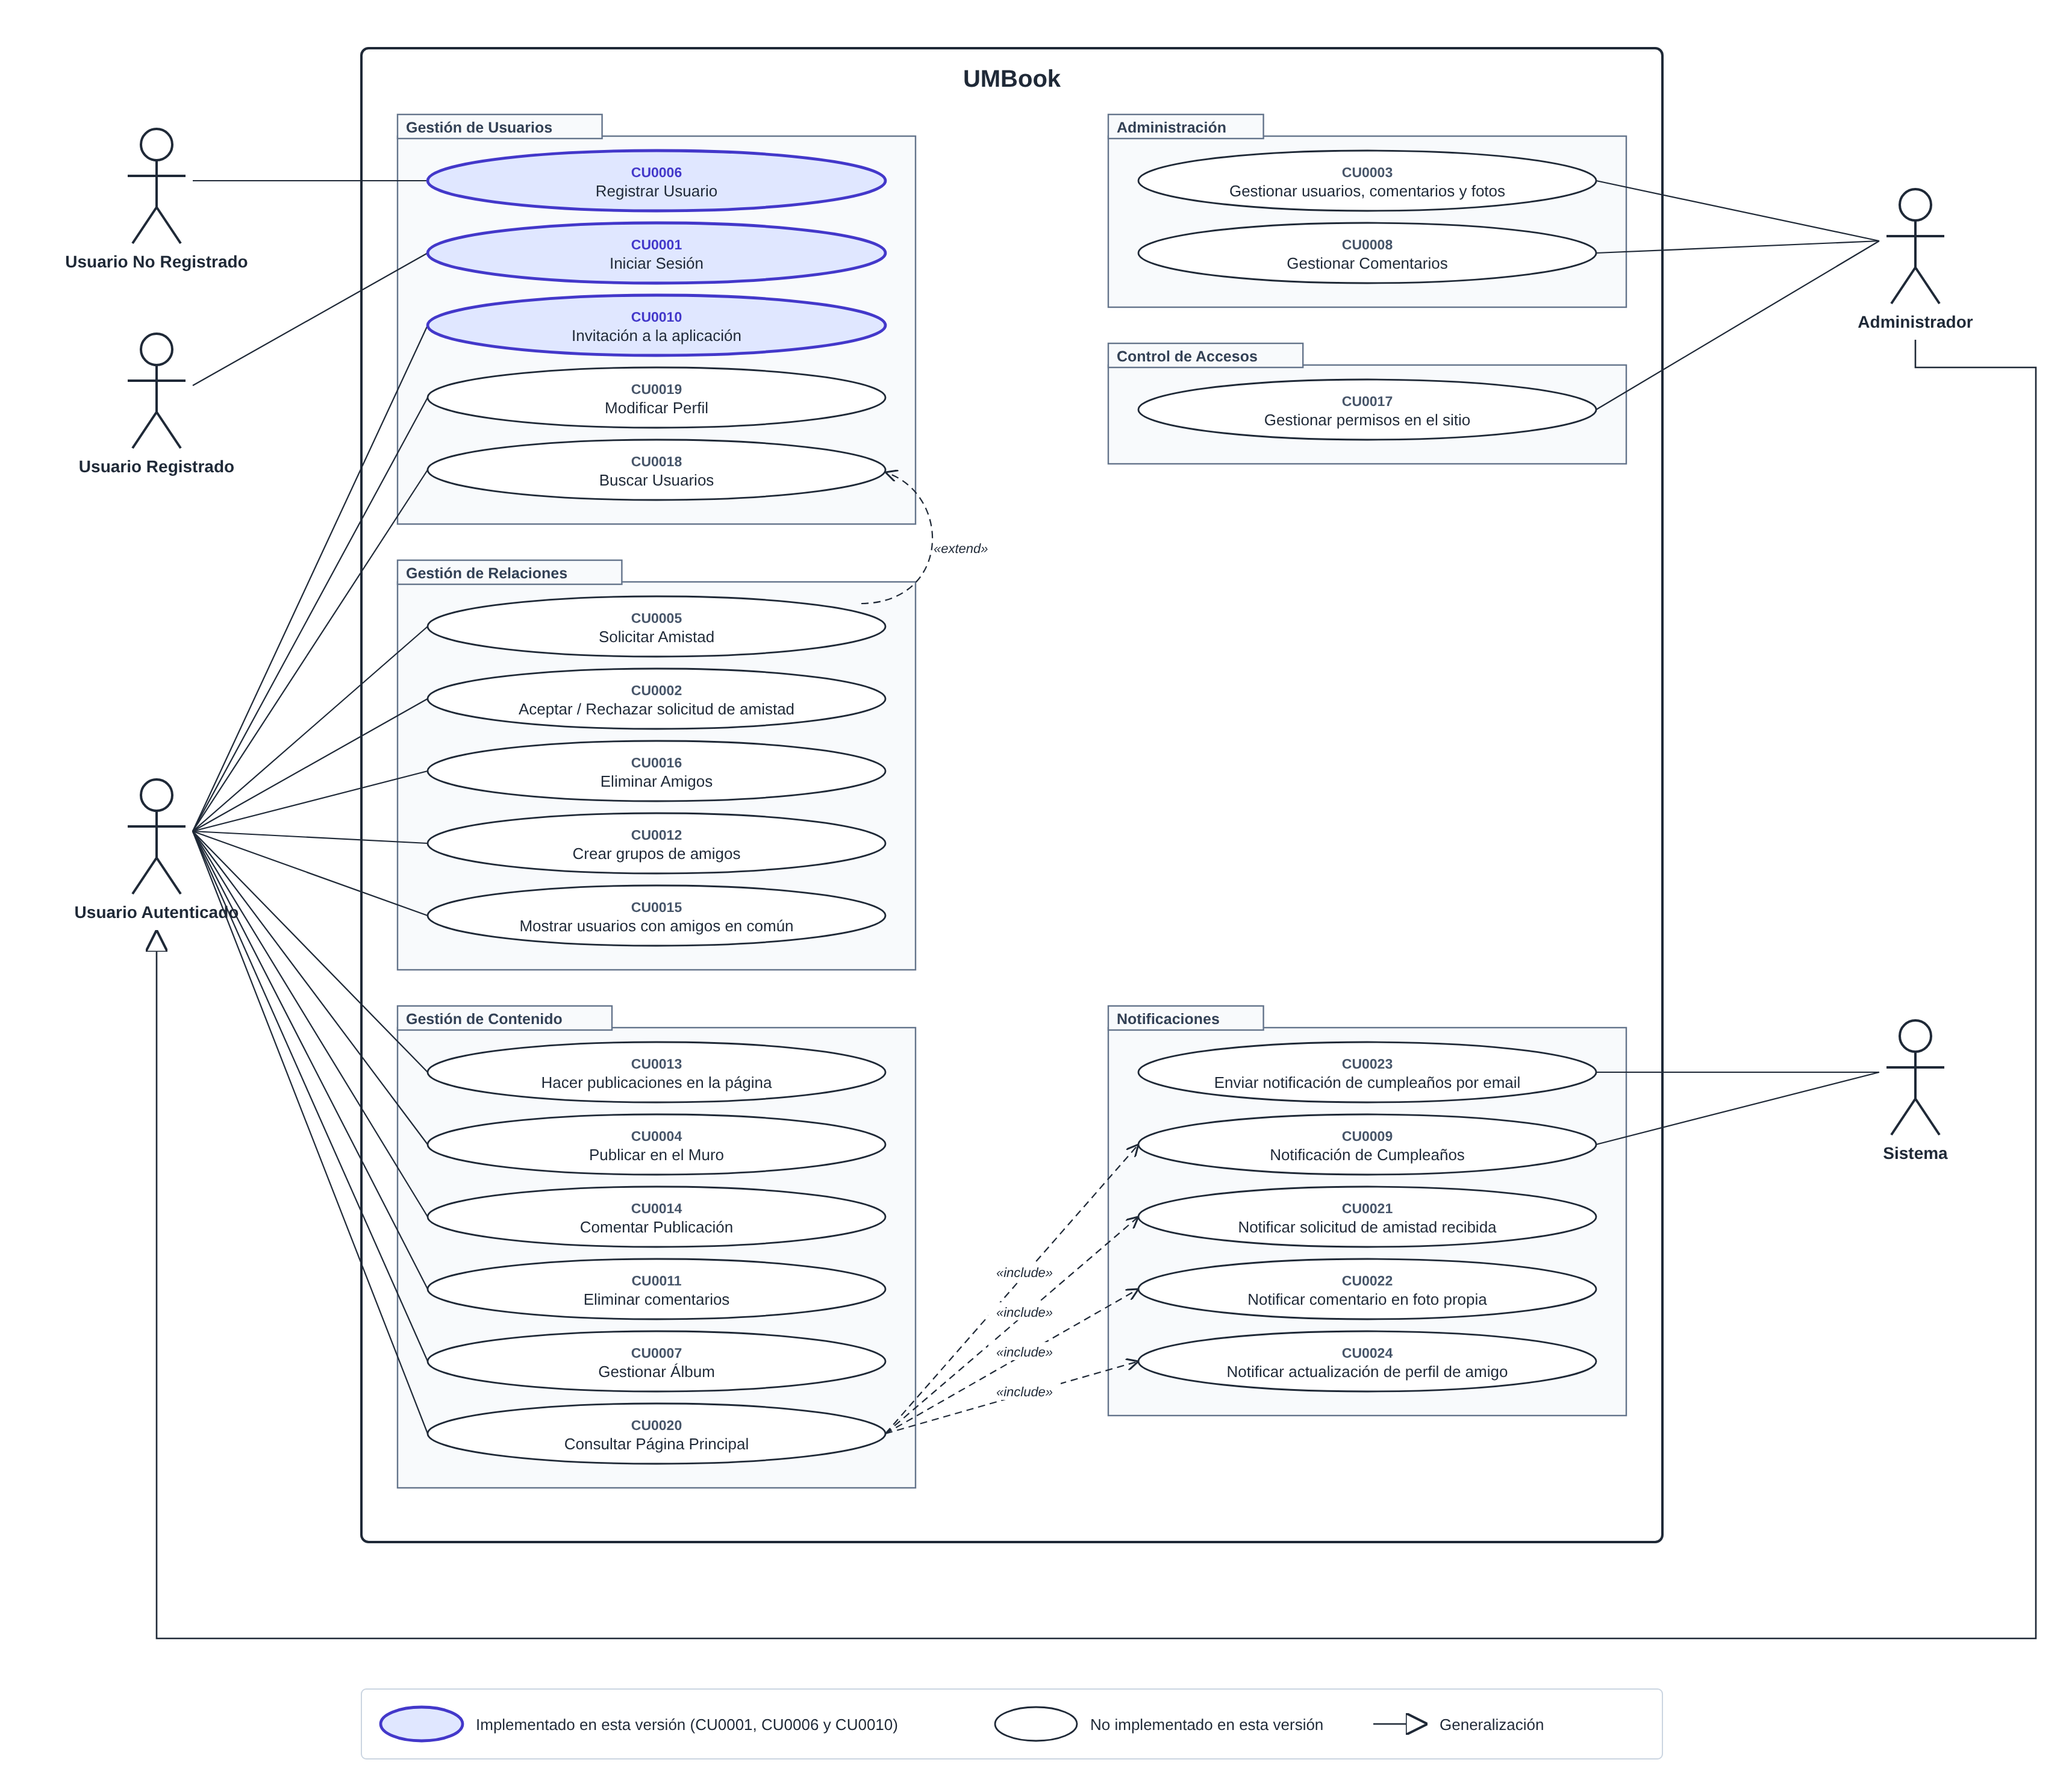 UMBook
Gestión de Usuarios
CU0006
Registrar Usuario
CU0001
Iniciar Sesión
CU0010
Invitación a la aplicación
CU0019
Modificar Perfil
CU0018
Buscar Usuarios
Administración
CU0003
Gestionar usuarios, comentarios y fotos
CU0008
Gestionar Comentarios
Control de Accesos
CU0017
Gestionar permisos en el sitio
Usuario No Registrado
Usuario Registrado
Administrador
«extend»
Gestión de Relaciones
CU0005
Solicitar Amistad
CU0002
Aceptar / Rechazar solicitud de amistad
CU0016
Eliminar Amigos
CU0012
Crear grupos de amigos
CU0015
Mostrar usuarios con amigos en común
Usuario Autenticado
Gestión de Contenido
CU0013
Hacer publicaciones en la página
CU0004
Publicar en el Muro
CU0014
Comentar Publicación
CU0011
Eliminar comentarios
CU0007
Gestionar Álbum
CU0020
Consultar Página Principal
«include»
«include»
«include»
«include»
Notificaciones
CU0023
Enviar notificación de cumpleaños por email
CU0009
Notificación de Cumpleaños
CU0021
Notificar solicitud de amistad recibida
CU0022
Notificar comentario en foto propia
CU0024
Notificar actualización de perfil de amigo
Sistema
Implementado en esta versión (CU0001, CU0006 y CU0010)
No implementado en esta versión
Generalización